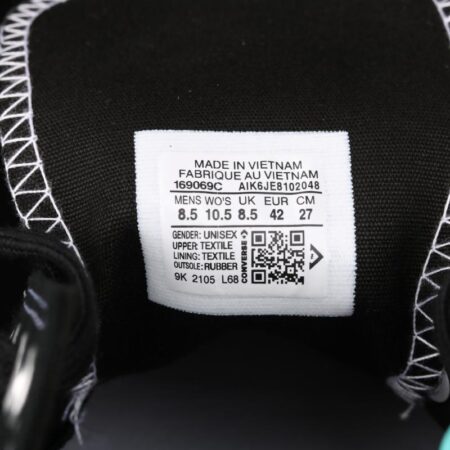 MADE IN VIETNAM
FABRIQUE AU VIETNAM
169069C AIK6JE8102048
MENS WO'S UK EUR CM
8.5 10.5 8.5 42 27
GENDER: UNISEX
UPPER: TEXTILE
LINING: TEXTILE
OUTSOLE: RUBBER
CONVERSE
9K 2105 L68